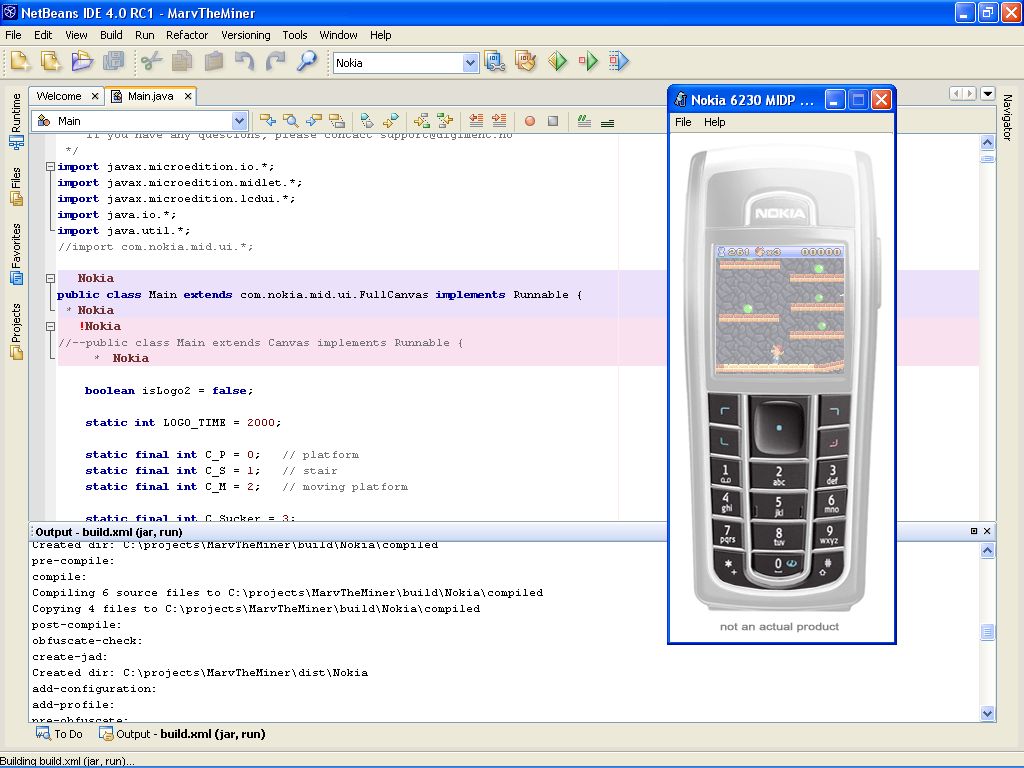 NetBeans IDE 4.0 RC1 - MarvTheMiner
File Edit View Build Run Refactor Versioning Tools Window Help
Nokia
Welcome Main.java
Main
if you have any questions, please contact support@digiment.no
*/
import javax.microedition.io.*;
import javax.microedition.midlet.*;
import javax.microedition.lcdui.*;
import java.io.*;
import java.util.*;
//import com.nokia.mid.ui.*;
Nokia
public class Main extends com.nokia.mid.ui.FullCanvas implements Runnable {
* Nokia
!Nokia
//--public class Main extends Canvas implements Runnable {
* Nokia
boolean isLogo2 = false;
static int LOGO_TIME = 2000;
static final int C_P = 0; // platform
static final int C_S = 1; // stair
static final int C_M = 2; // moving platform
static final int C_Sucker = 3;
Runtime
Files
Favorites
Projects
Navigator
Nokia 6230 MIDP ...
File Help
NOKIA
261 x3 00000
1 2 abc 3 def
4 ghi 5 jkl 6 mno
7 pqrs 8 tuv 9 wxyz
* + 0 #
not an actual product
Output - build.xml (jar, run)
Created dir: C:\projects\MarvTheMiner\build\Nokia\compiled
pre-compile:
compile:
Compiling 6 source files to C:\projects\MarvTheMiner\build\Nokia\compiled
Copying 4 files to C:\projects\MarvTheMiner\build\Nokia\compiled
post-compile:
obfuscate-check:
create-jad:
Created dir: C:\projects\MarvTheMiner\dist\Nokia
add-configuration:
add-profile:
pre-obfuscate:
To Do Output - build.xml (jar, run)
Building build.xml (jar, run)...